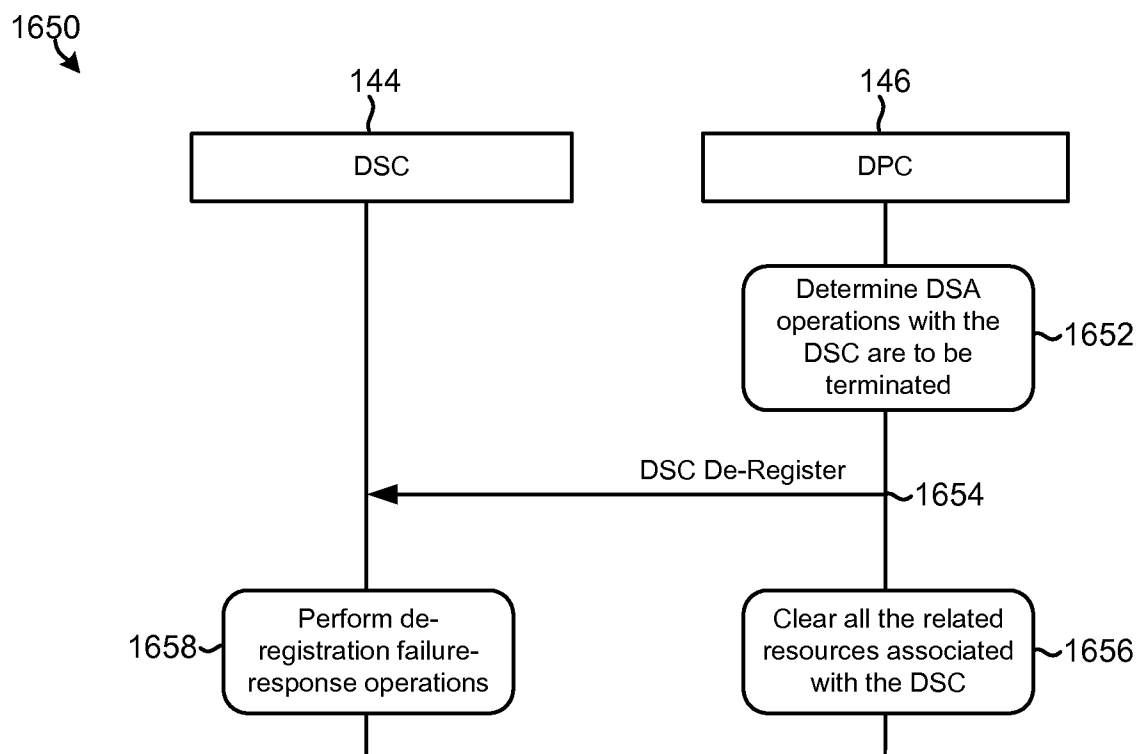 1650
144
146
DSC
DPC
Determine DSA
operations with the
DSC are to be
terminated
1652
DSC De-Register
1654
Perform de-
registration failure-
response operations
1658
Clear all the related
resources associated
with the DSC
1656